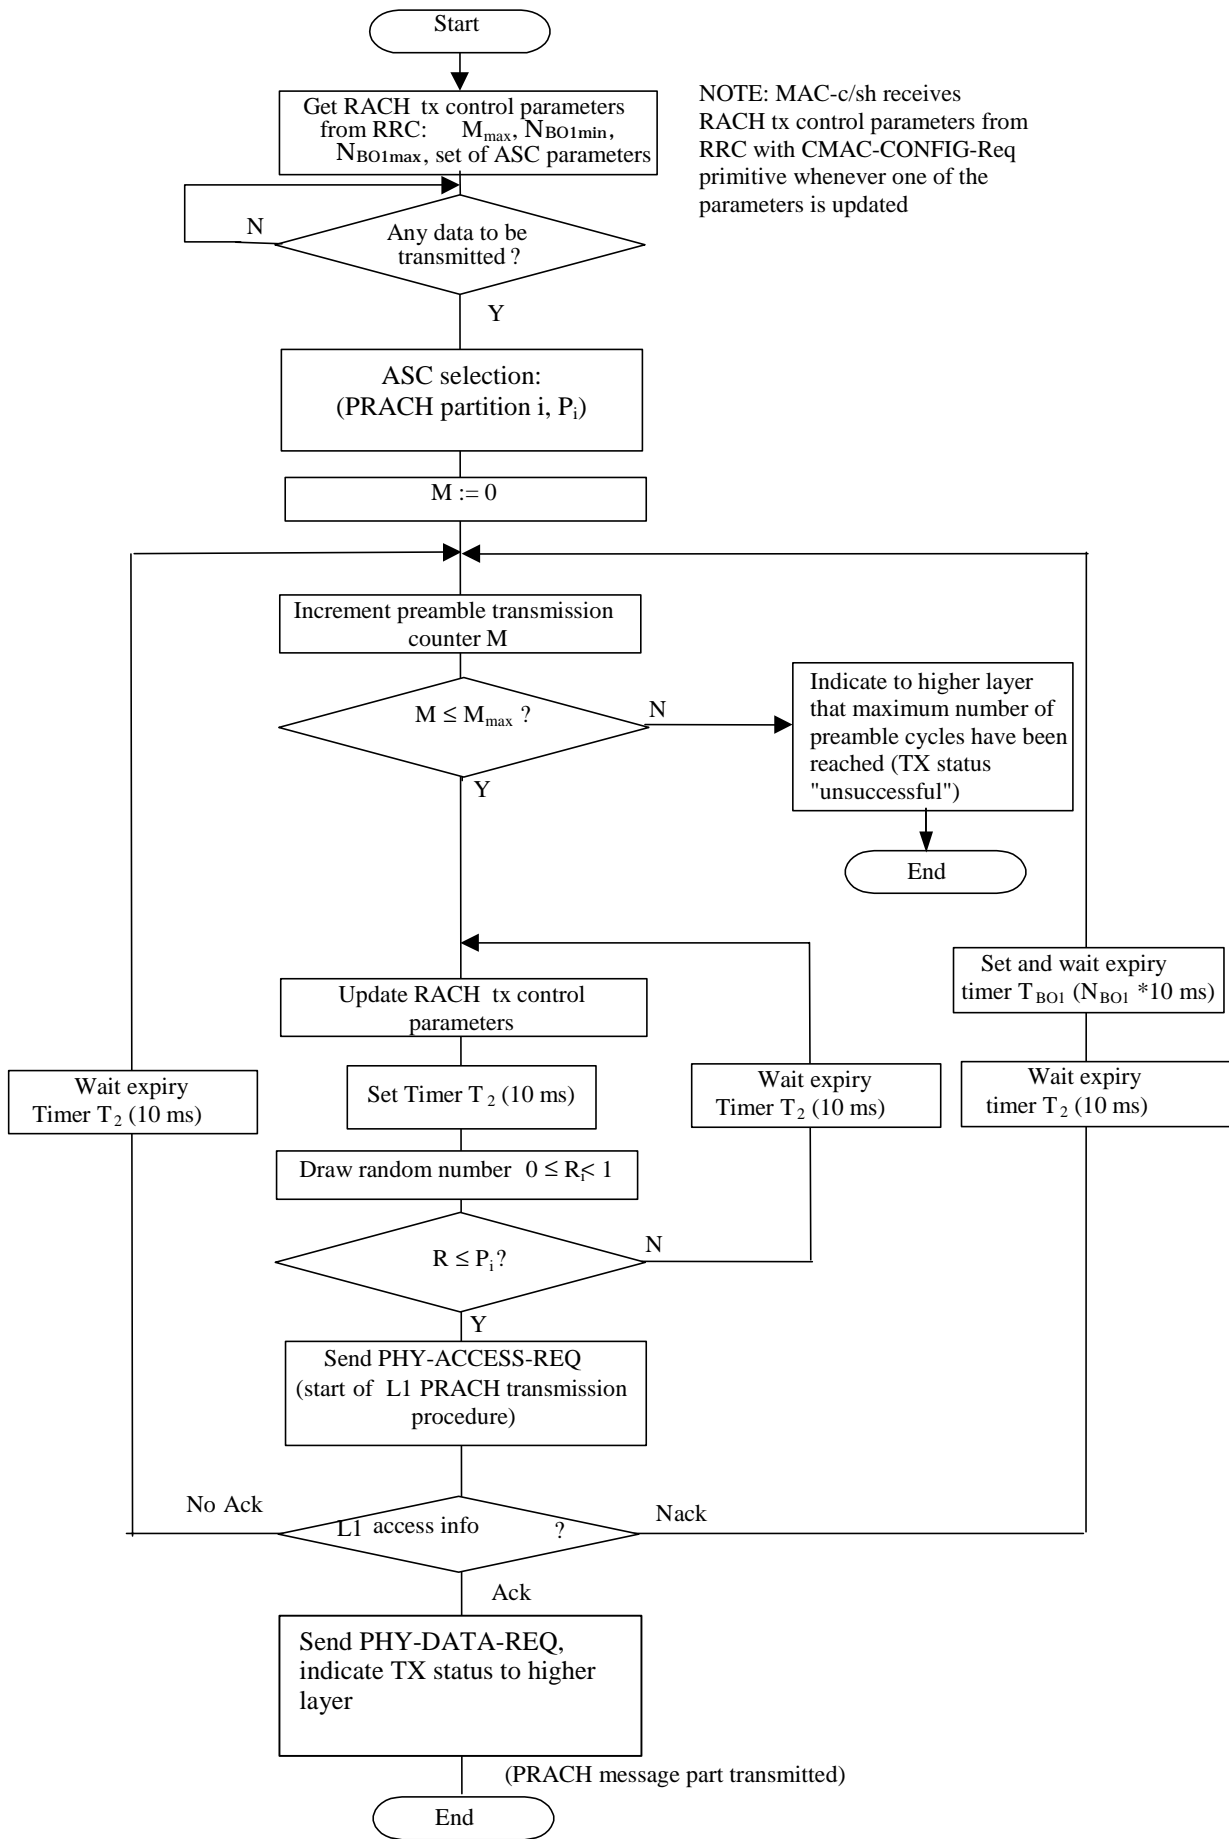 Start
Get RACH tx control parameters
from RRC: Mmax, NBO1min,
NBO1max, set of ASC parameters
NOTE: MAC-c/sh receives
RACH tx control parameters from
RRC with CMAC-CONFIG-Req
primitive whenever one of the
parameters is updated
N
Any data to be
transmitted ?
Y
ASC selection:
(PRACH partition i, Pi)
M := 0
Increment preamble transmission
counter M
M ≤ Mmax ?
N
Indicate to higher layer
that maximum number of
preamble cycles have been
reached (TX status
"unsuccessful")
Y
End
Update RACH tx control
parameters
Set and wait expiry
timer TBO1 (NBO1 *10 ms)
Wait expiry
Timer T2 (10 ms)
Set Timer T2 (10 ms)
Wait expiry
Timer T2 (10 ms)
Wait expiry
timer T2 (10 ms)
Draw random number 0 ≤ Ri< 1
R ≤ Pi?
N
Y
Send PHY-ACCESS-REQ
(start of L1 PRACH transmission
procedure)
No Ack
L1 access info ?
Nack
Ack
Send PHY-DATA-REQ,
indicate TX status to higher
layer
(PRACH message part transmitted)
End